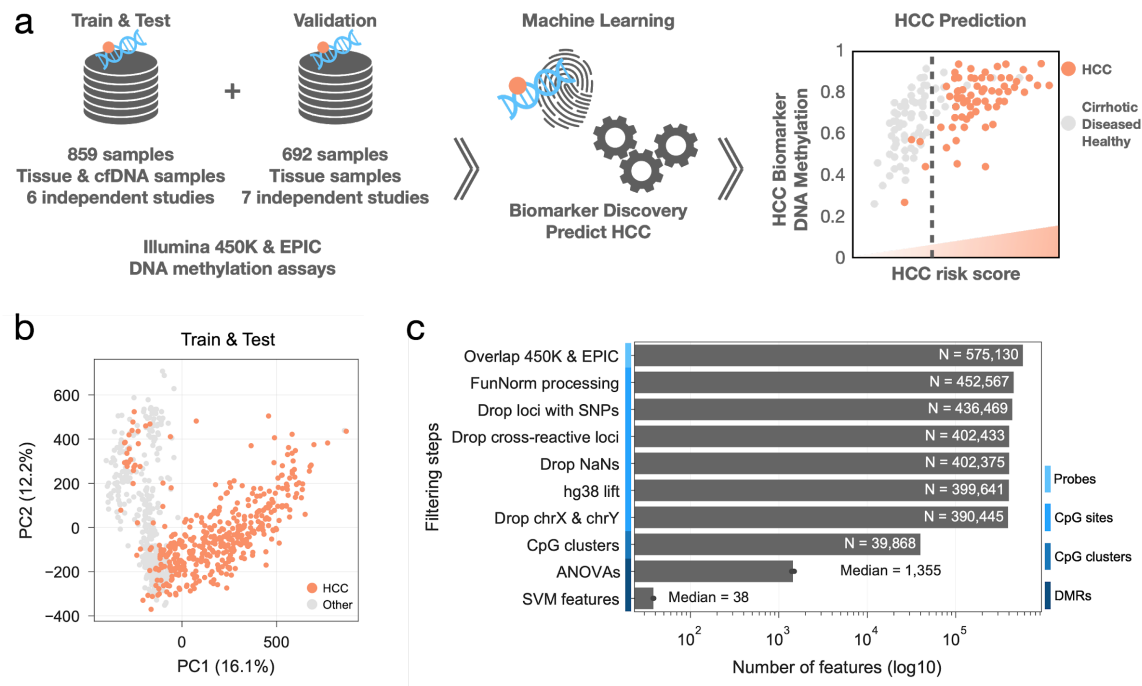 a
Train & Test
Validation
Machine Learning
HCC Prediction
+
859 samples
Tissue & cfDNA samples
6 independent studies
692 samples
Tissue samples
7 independent studies
Illumina 450K & EPIC
DNA methylation assays
Biomarker Discovery
Predict HCC
HCC Biomarker
DNA Methylation
1
0.8
0.6
0.4
0.2
0
HCC risk score
HCC
Cirrhotic
Diseased
Healthy
b
Train & Test
PC2 (12.2%)
600
400
200
0
−200
−400
0
500
PC1 (16.1%)
HCC
Other
c
Filtering steps
Overlap 450K & EPIC
N = 575,130
FunNorm processing
N = 452,567
Drop loci with SNPs
N = 436,469
Drop cross-reactive loci
N = 402,433
Drop NaNs
N = 402,375
hg38 lift
N = 399,641
Drop chrX & chrY
N = 390,445
CpG clusters
N = 39,868
ANOVAs
Median = 1,355
SVM features
Median = 38
10²
10³
10⁴
10⁵
Number of features (log10)
Probes
CpG sites
CpG clusters
DMRs